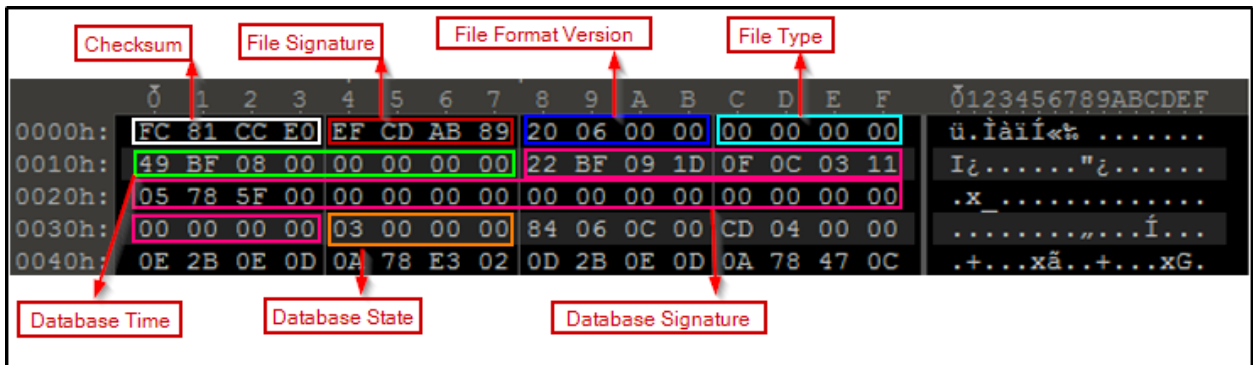 Checksum
File Signature
File Format Version
File Type
0 1 2 3 4 5 6 7 8 9 A B C D E F 0123456789ABCDEF
0000h: FC 81 CC E0 EF CD AB 89 20 06 00 00 00 00 00 00 ü.ÌàïÍ«‰ .......
0010h: 49 BF 08 00 00 00 00 00 22 BF 09 1D 0F 0C 03 11 I¿......"¿......
0020h: 05 78 5F 00 00 00 00 00 00 00 00 00 00 00 00 00 .x_.............
0030h: 00 00 00 00 03 00 00 00 84 06 0C 00 CD 04 00 00 ........„...Í...
0040h: 0E 2B 0E 0D 0A 78 E3 02 0D 2B 0E 0D 0A 78 47 0C .+...xã..+...xG.
Database Time
Database State
Database Signature